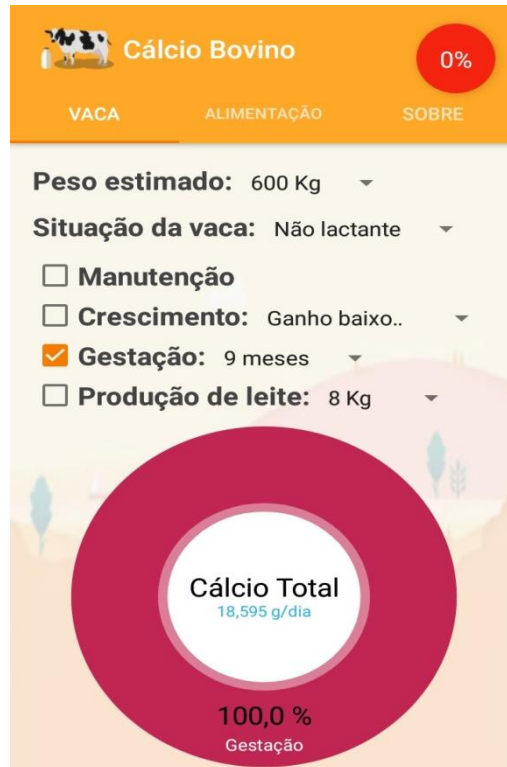 Cálcio Bovino
0%
VACA ALIMENTAÇÃO SOBRE
Peso estimado: 600 Kg
Situação da vaca: Não lactante
Manutenção
Crescimento: Ganho baixo..
Gestação: 9 meses
Produção de leite: 8 Kg
Cálcio Total
18,595 g/dia
100,0 %
Gestação